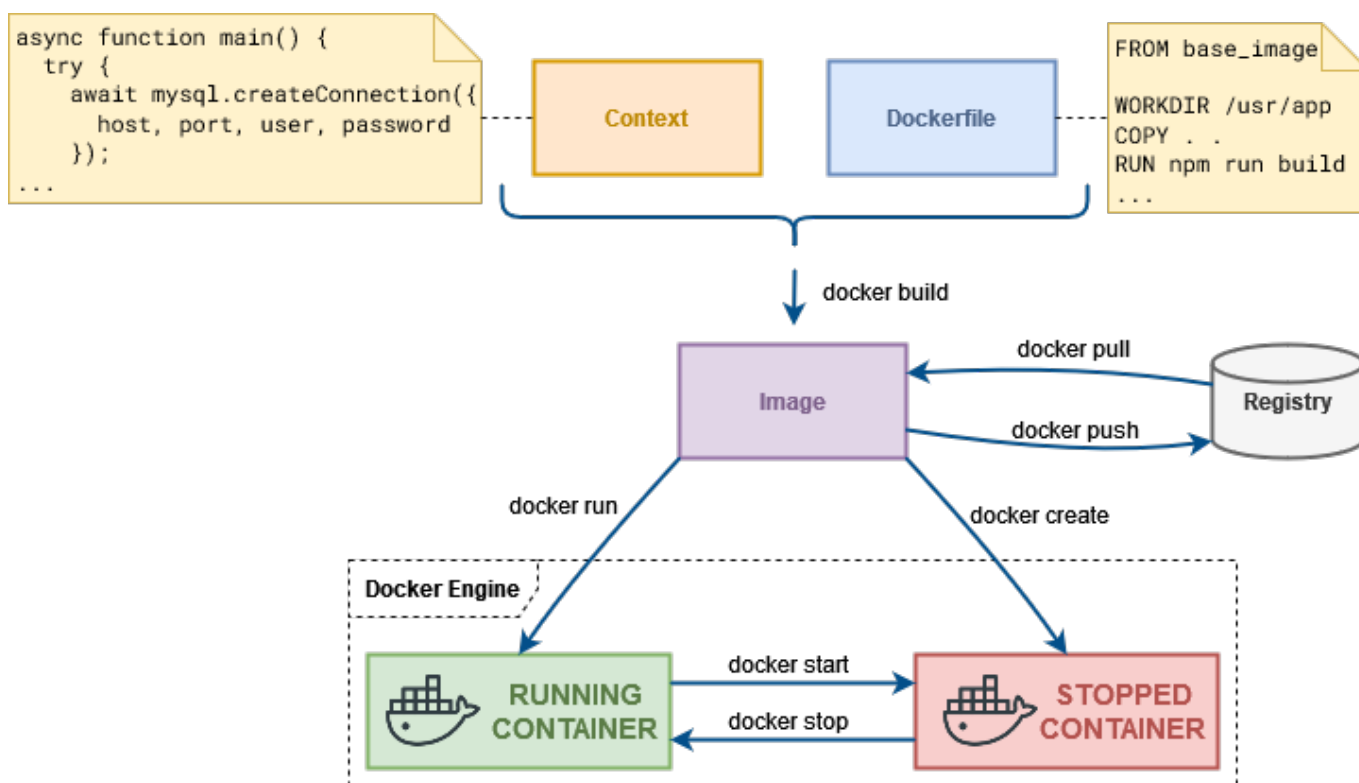 async function main() {
try {
await mysql.createConnection({
host, port, user, password
});
...
Context
Dockerfile
FROM base_image
WORKDIR /usr/app
COPY . .
RUN npm run build
...
docker build
Image
docker pull
docker push
Registry
docker run
docker create
Docker Engine
RUNNING
CONTAINER
docker start
docker stop
STOPPED
CONTAINER